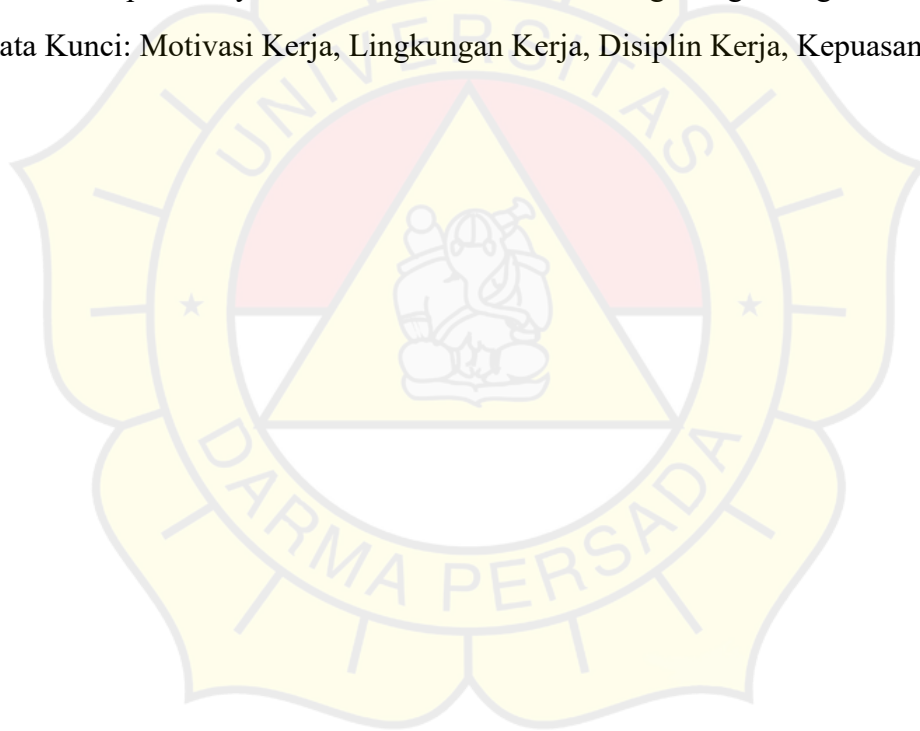 ata Kunci: Motivasi Kerja, Lingkungan Kerja, Disiplin Kerja, Kepuasan
UNIVERSITAS
DARMA PERSADA